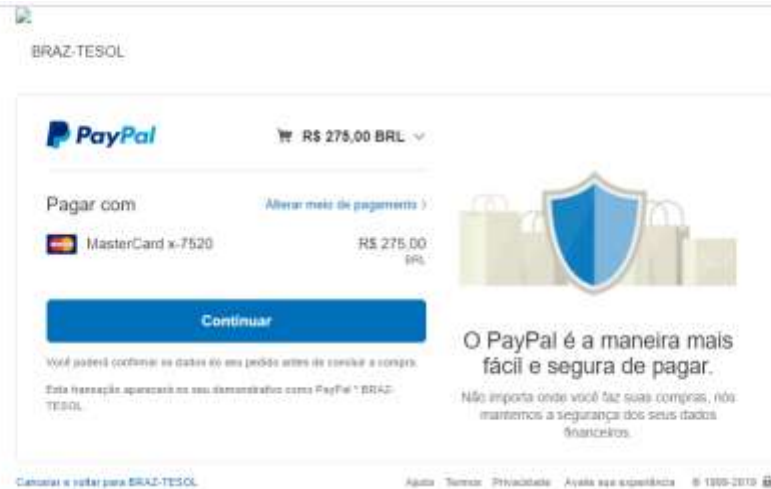 BRAZ-TESOL
PayPal
R$ 275,00 BRL
Pagar com
Alterar meio de pagamento >
MasterCard x-7520
R$ 275,00
BRL
Continuar
Você poderá confirmar os dados do seu pedido antes de concluir a compra.
Esta transação aparecerá no seu demonstrativo como PayPal * BRAZ-
TESOL
O PayPal é a maneira mais
fácil e segura de pagar.
Não importa onde você faz suas compras, nós
mantemos a segurança dos seus dados
financeiros.
Cancelar e voltar para BRAZ-TESOL
Ajuda Termos Privacidade Avalie sua experiência © 1999-2019